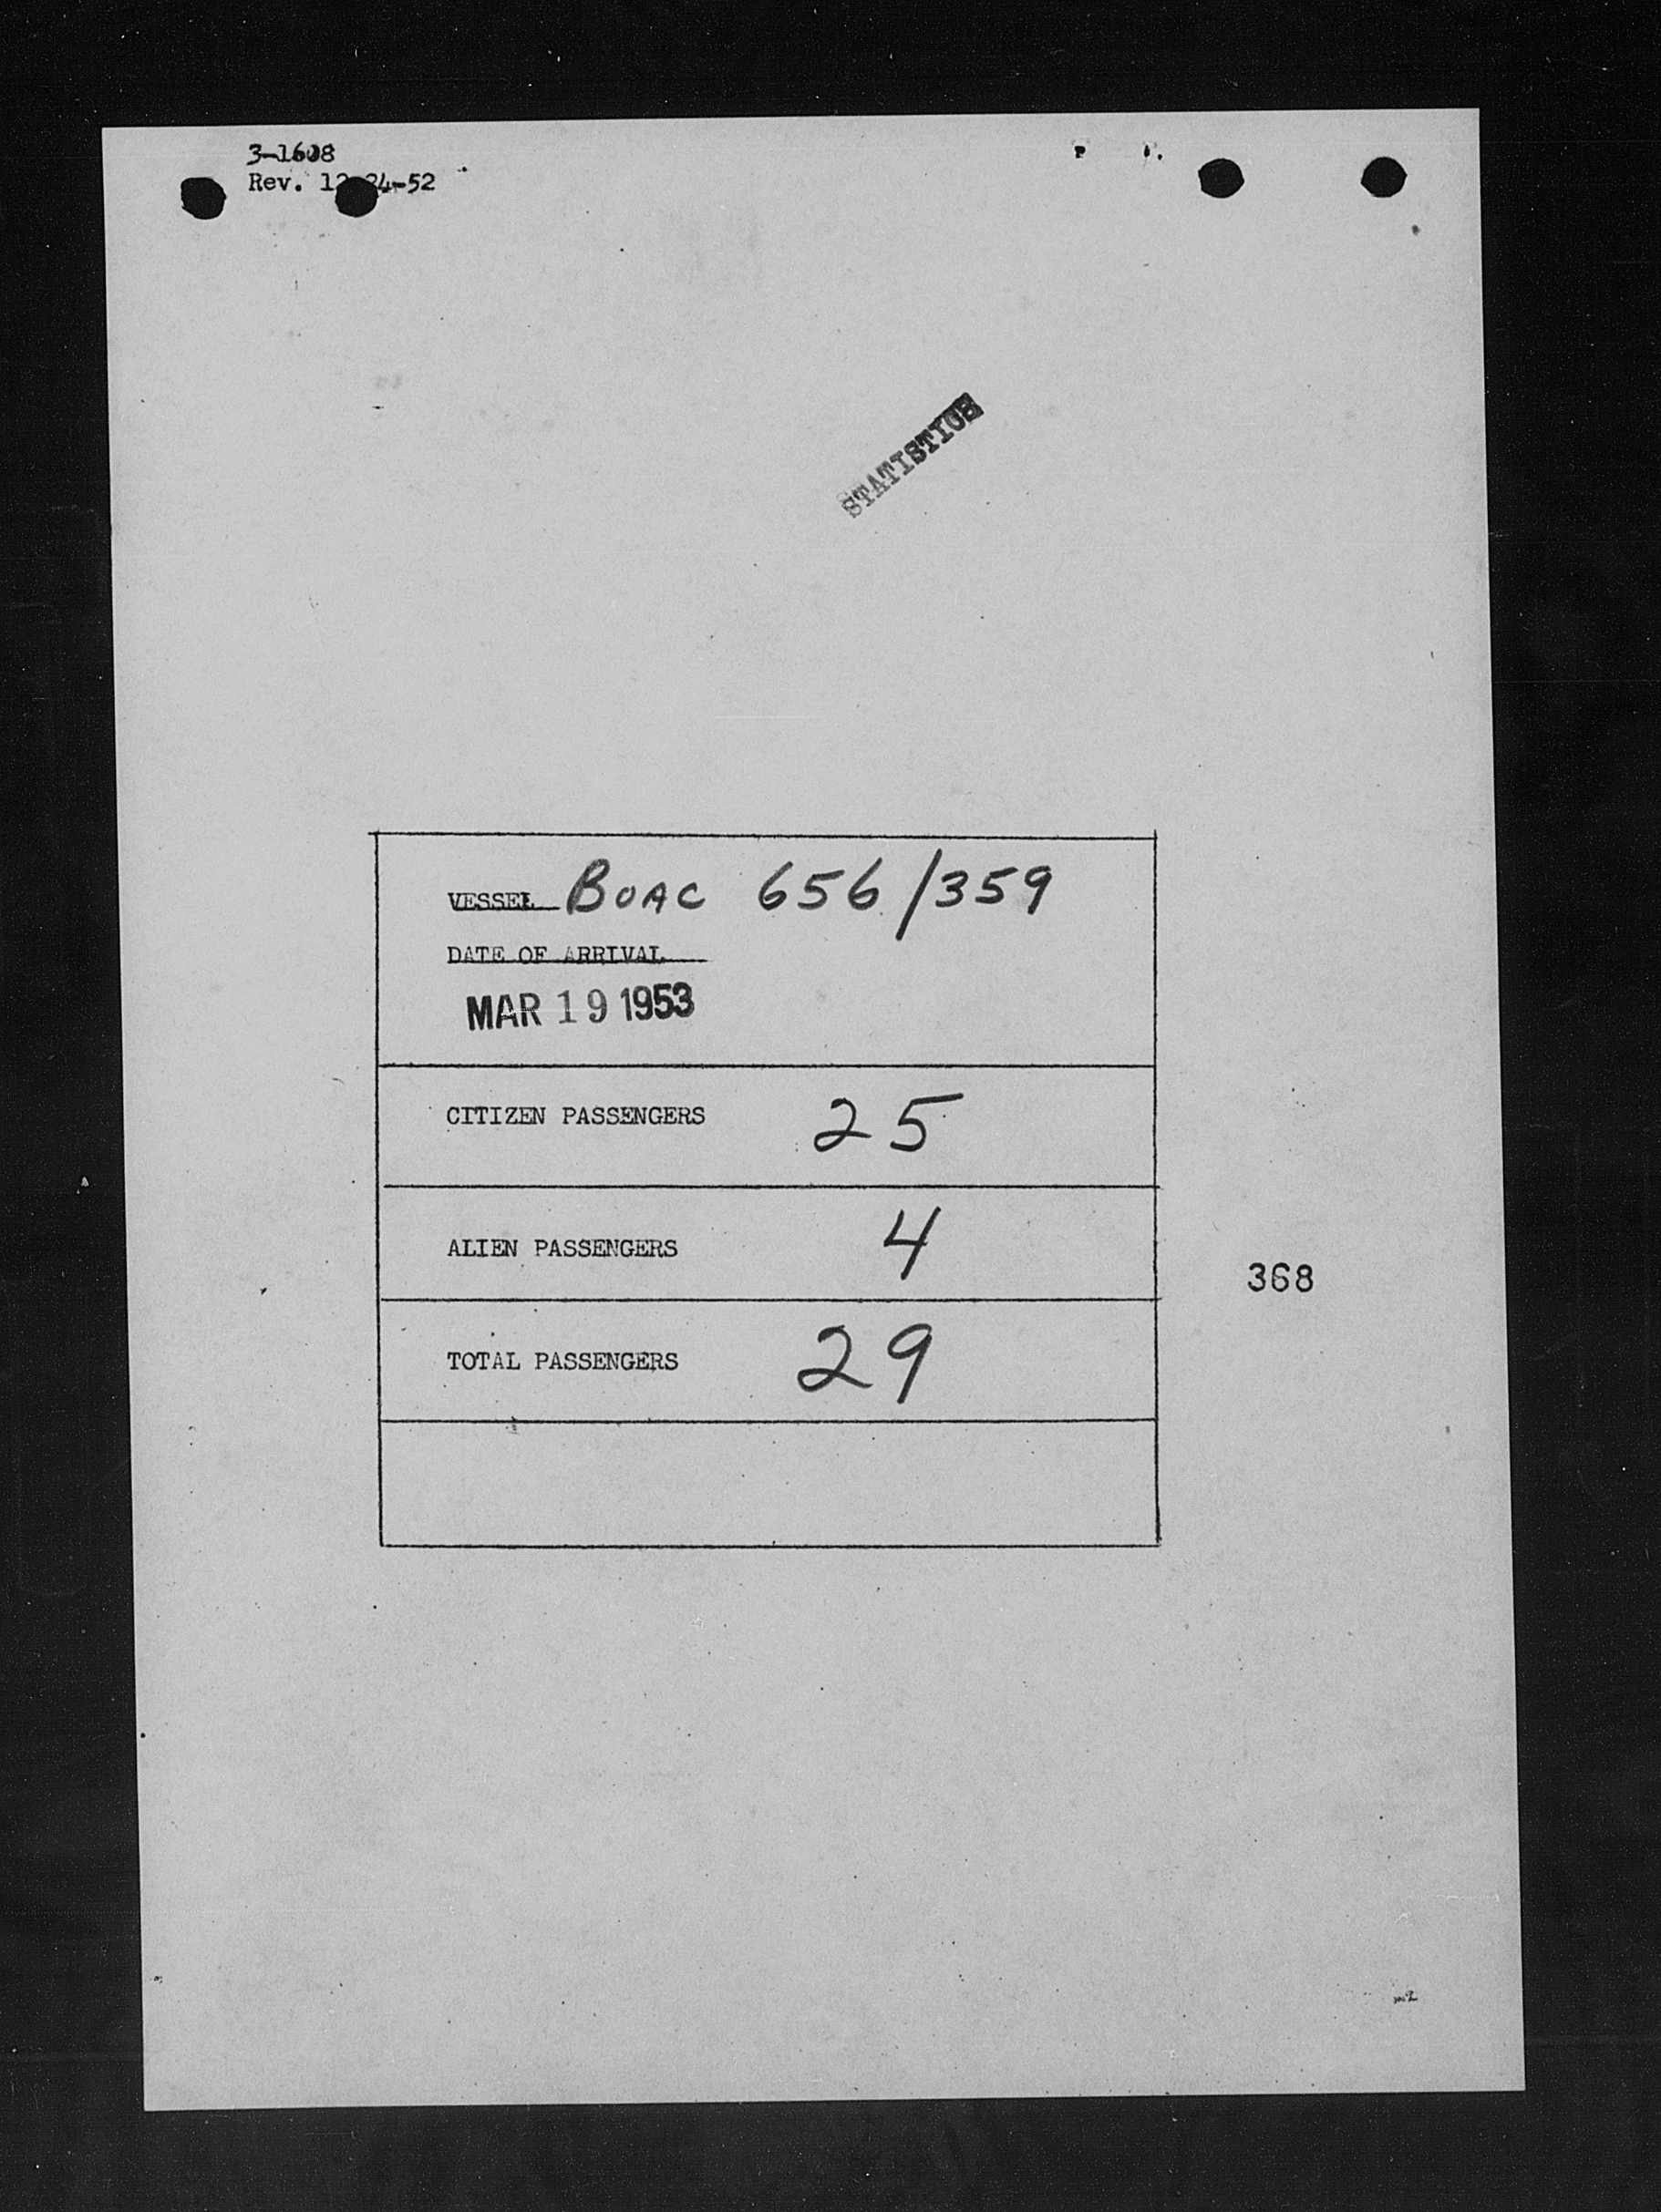 3-1608
Rev. 12-24-52
STATISTICS
VESSEL BOAC 656/359
DATE OF ARRIVAL
MAR 19 1953
CITIZEN PASSENGERS 25
ALIEN PASSENGERS 4
368
TOTAL PASSENGERS 29